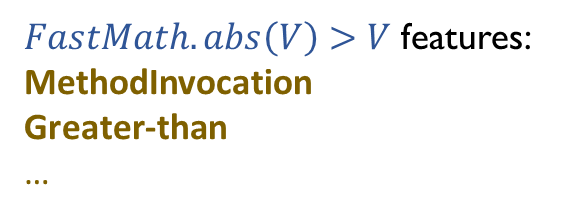 FastMath.abs(V) > V features:
MethodInvocation
Greater-than
...